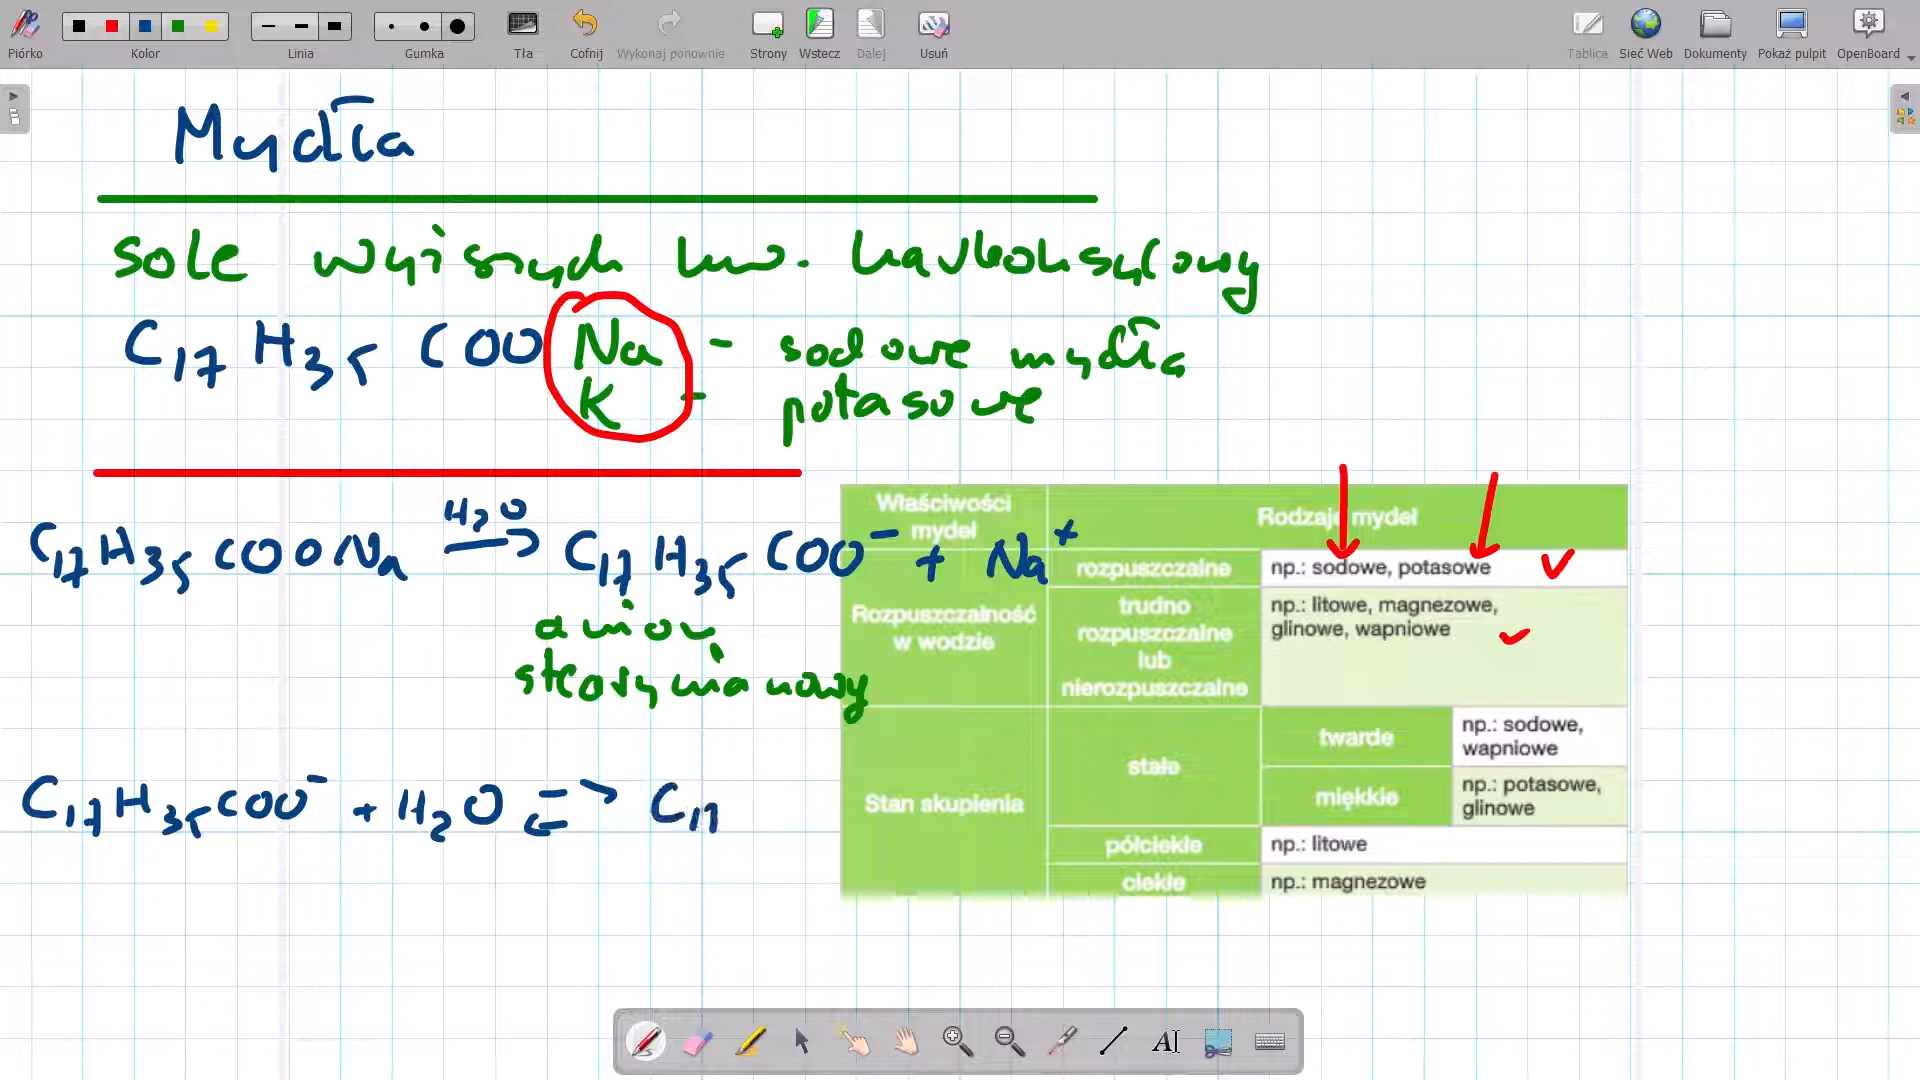 Piórko Kolor Linia Gumka Tła Cofnij Wykonaj ponownie Strony Wstecz Dalej Usuń Tablica Sieć Web Dokumenty Pokaż pulpit OpenBoard
Mydła
sole wyższych kw. karboksylowy
C17H35COONa - sodowe mydła
K - potasowe
C17H35COONa H2O → C17H35COO⁻ + Na⁺
anion
stearynianowy
C17H35COO⁻ + H2O ⇄ C17
Właściwości mydeł
Rodzaje mydeł
Rozpuszczalność w wodzie
rozpuszczalne
np.: sodowe, potasowe
trudno rozpuszczalne lub nierozpuszczalne
np.: litowe, magnezowe,
glinowe, wapniowe
Stan skupienia
stałe
twarde
np.: sodowe,
wapniowe
miękkie
np.: potasowe,
glinowe
półciekłe
np.: litowe
ciekłe
np.: magnezowe